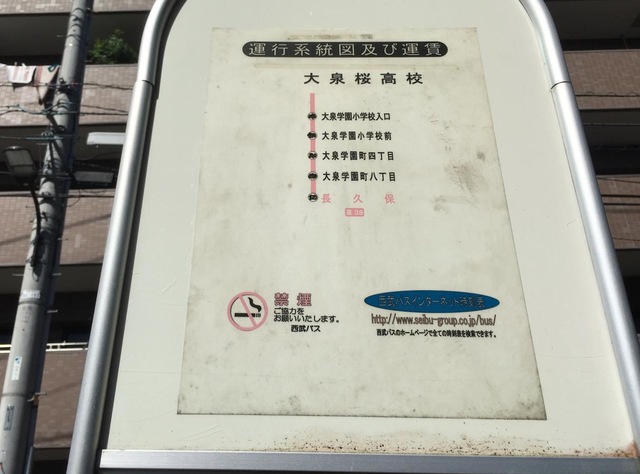 運行系統図及び運賃
大泉桜高校
大泉学園小学校入口
大泉学園小学校前
大泉学園町四丁目
大泉学園町八丁目
長久保
泉38
禁煙
ご協力を
お願いいたします。
西武バス
西武バスインターネット時刻表
http://www.seibu-group.co.jp/bus/
西武バスのホームページで全ての時刻表を検索できます。